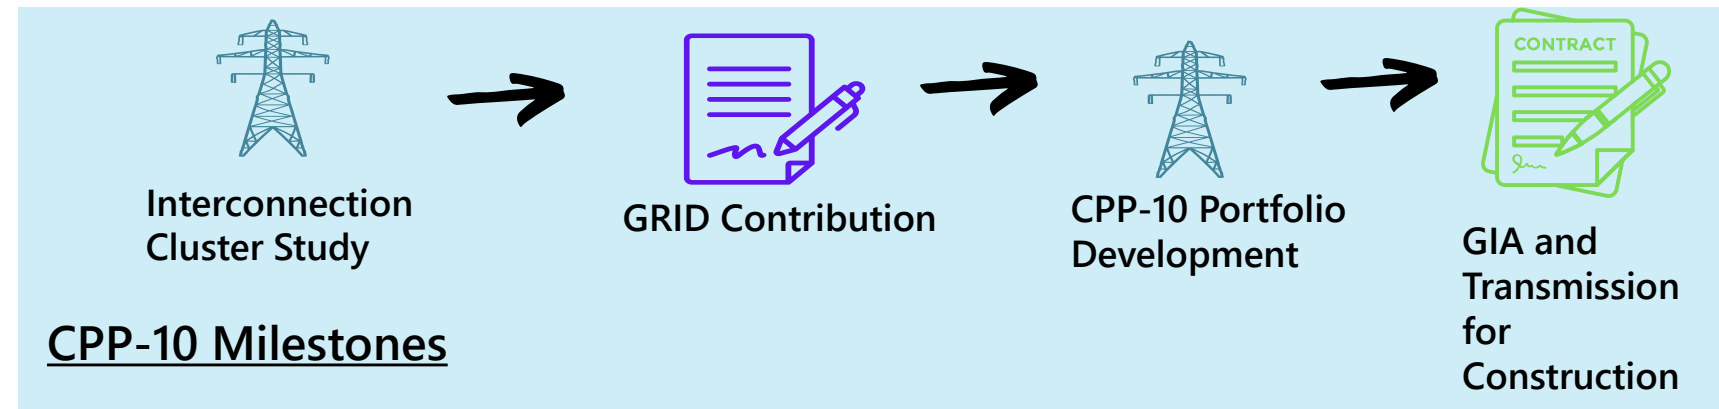 CONTRACT
Interconnection
Cluster Study
GRID Contribution
CPP-10 Portfolio
Development
GIA and
Transmission
for
Construction
CPP-10 Milestones